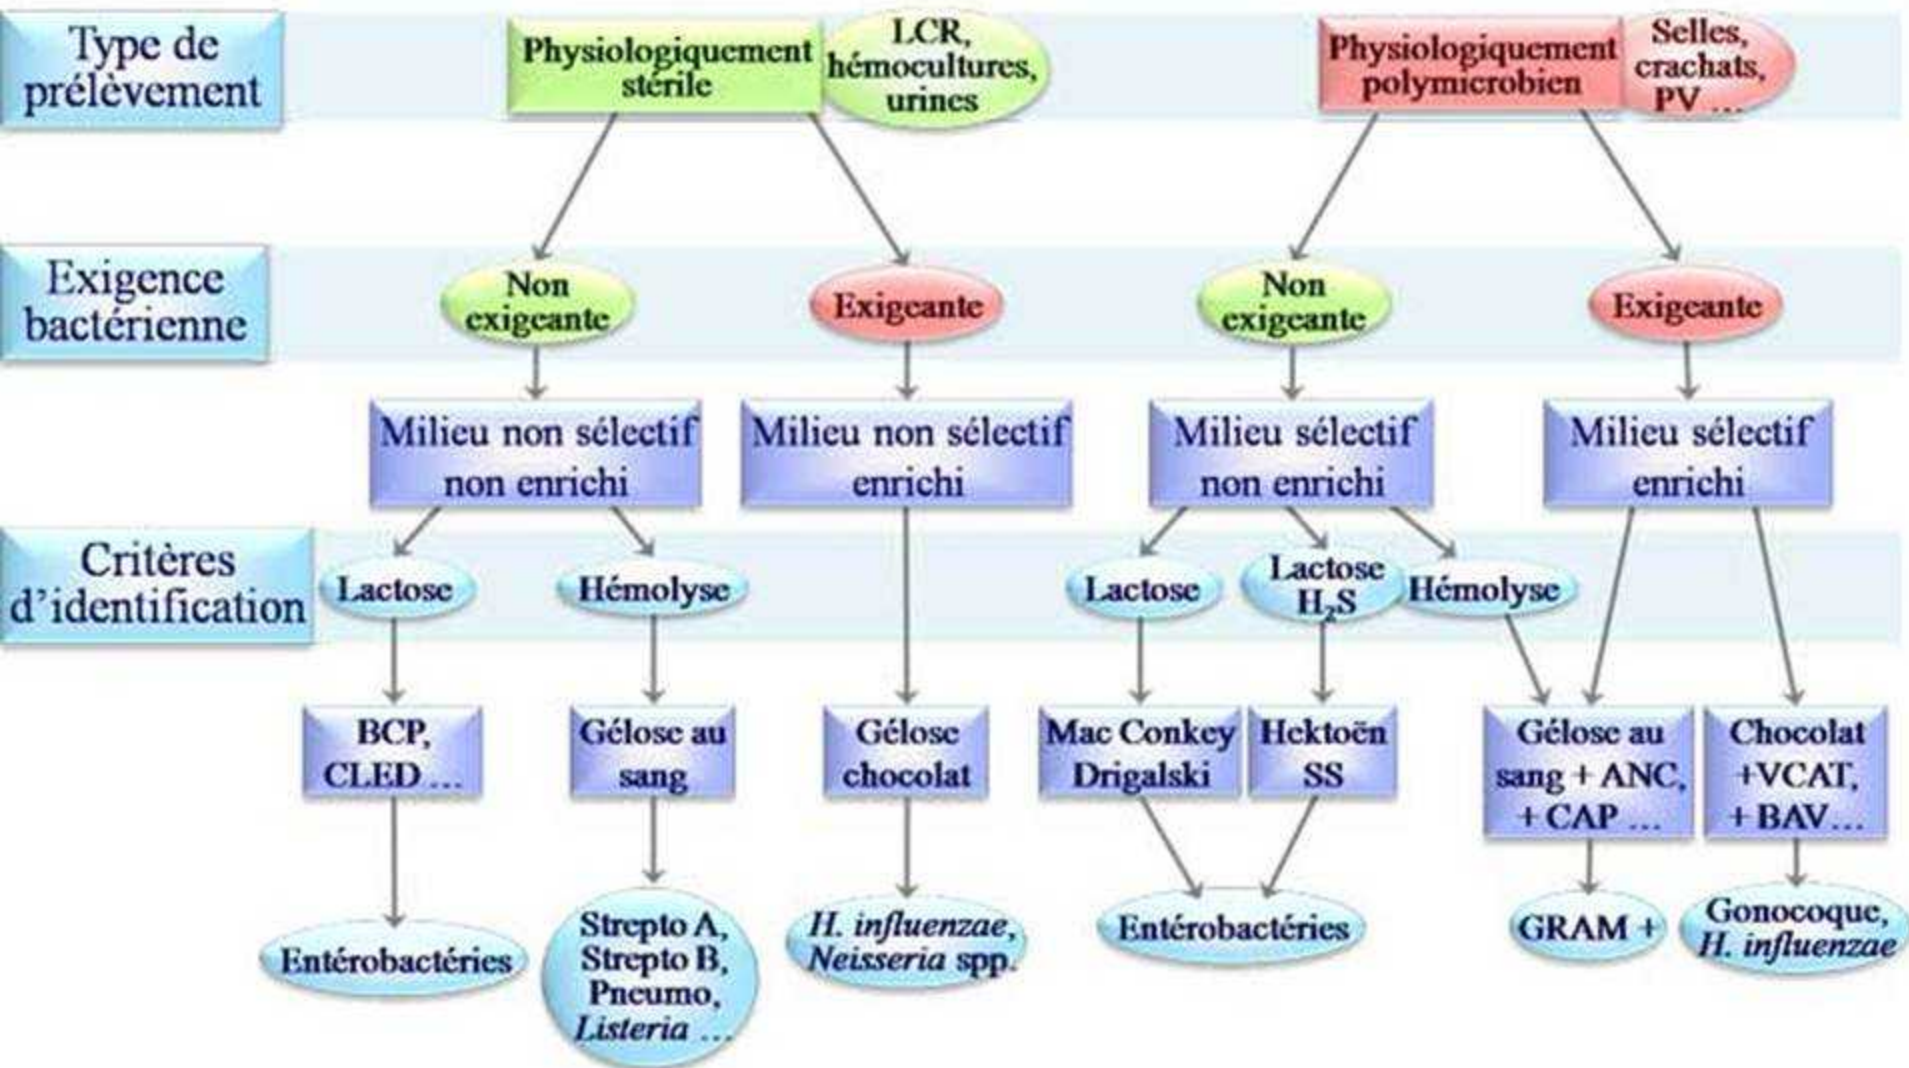 Type de
prélèvement
Physiologiquement
stérile
LCR,
hémocultures,
urines
Physiologiquement
polymicrobien
Selles,
crachats,
PV ...
Exigence
bactérienne
Non
exigeante
Exigeante
Non
exigeante
Exigeante
Milieu non sélectif
non enrichi
Milieu non sélectif
enrichi
Milieu sélectif
non enrichi
Milieu sélectif
enrichi
Critères
d'identification
Lactose
Hémolyse
Lactose
Lactose
H₂S
Hémolyse
BCP,
CLED ...
Gélose au
sang
Gélose
chocolat
Mac Conkey
Drigalski
Hektoën
SS
Gélose au
sang + ANC,
+ CAP ...
Chocolat
+VCAT,
+ BAV...
Entérobactéries
Strepto A,
Strepto B,
Pneumo,
Listeria ...
H. influenzae,
Neisseria spp.
Entérobactéries
GRAM +
Gonocoque,
H. influenzae